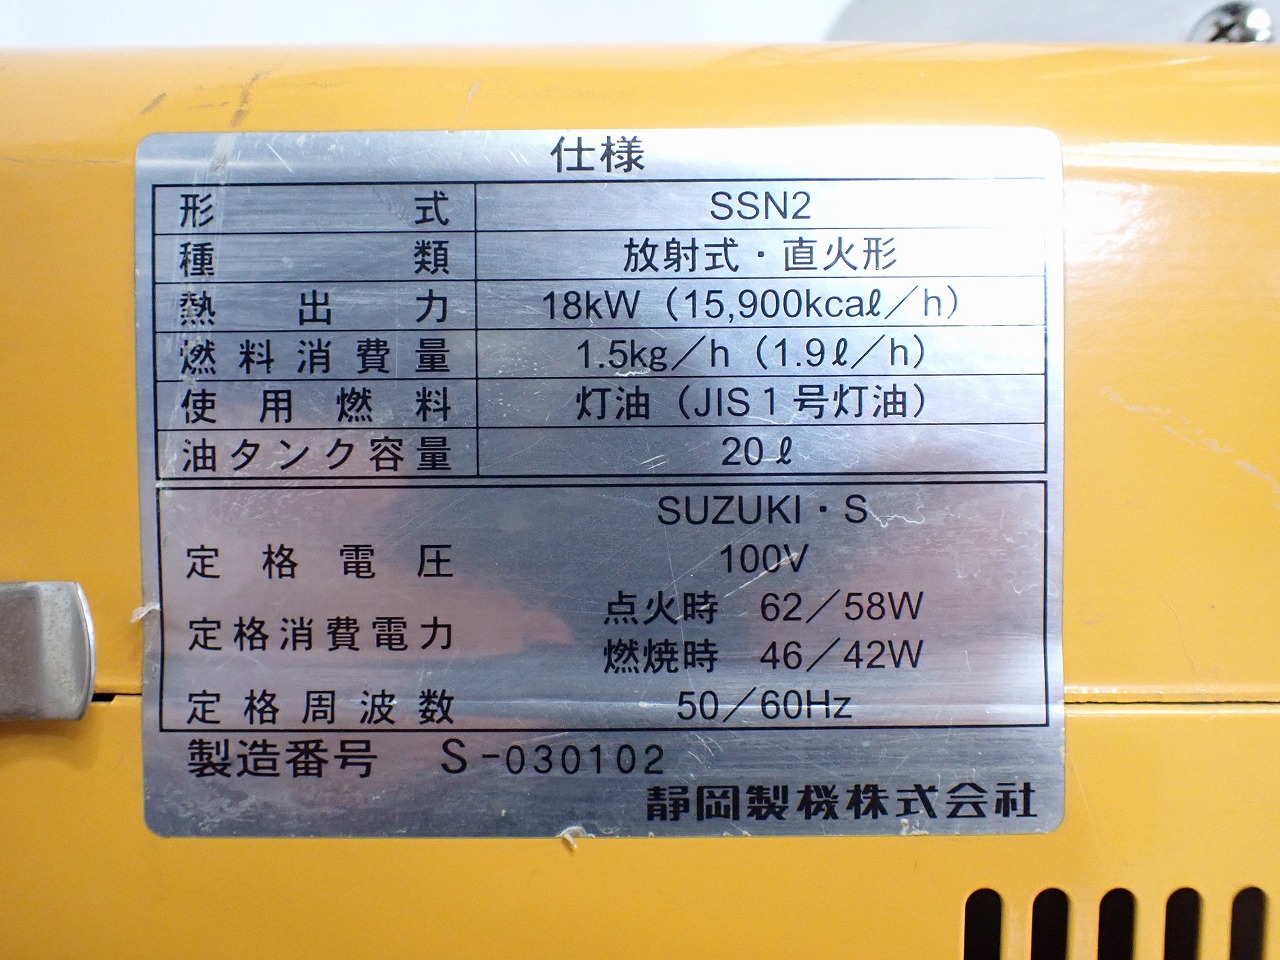 仕様
形式 SSN2
種類 放射式・直火形
熱出力 18kW（15,900kcaℓ／h）
燃料消費量 1.5kg／h（1.9ℓ／h）
使用燃料 灯油（JIS１号灯油）
油タンク容量 20ℓ
SUZUKI・S
定格電圧 100V
定格消費電力 点火時 62／58W
燃焼時 46／42W
定格周波数 50／60Hz
製造番号 S-030102
静岡製機株式会社